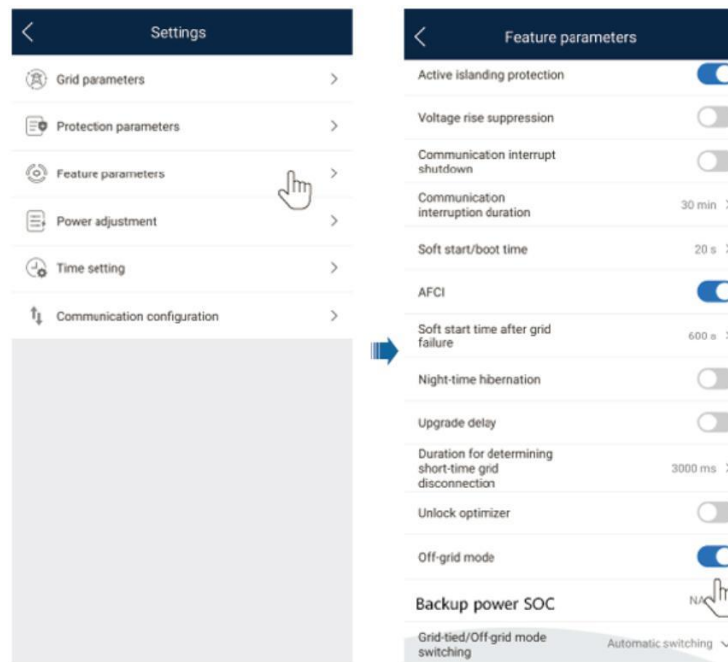 Settings
Grid parameters
Protection parameters
Feature parameters
Power adjustment
Time setting
Communication configuration
Feature parameters
Active islanding protection
Voltage rise suppression
Communication interrupt
shutdown
Communication
interruption duration
30 min
Soft start/boot time
20 s
AFCI
Soft start time after grid
failure
600 s
Night-time hibernation
Upgrade delay
Duration for determining
short-time grid
disconnection
3000 ms
Unlock optimizer
Off-grid mode
Backup power SOC
NA
Grid-tied/Off-grid mode
switching
Automatic switching